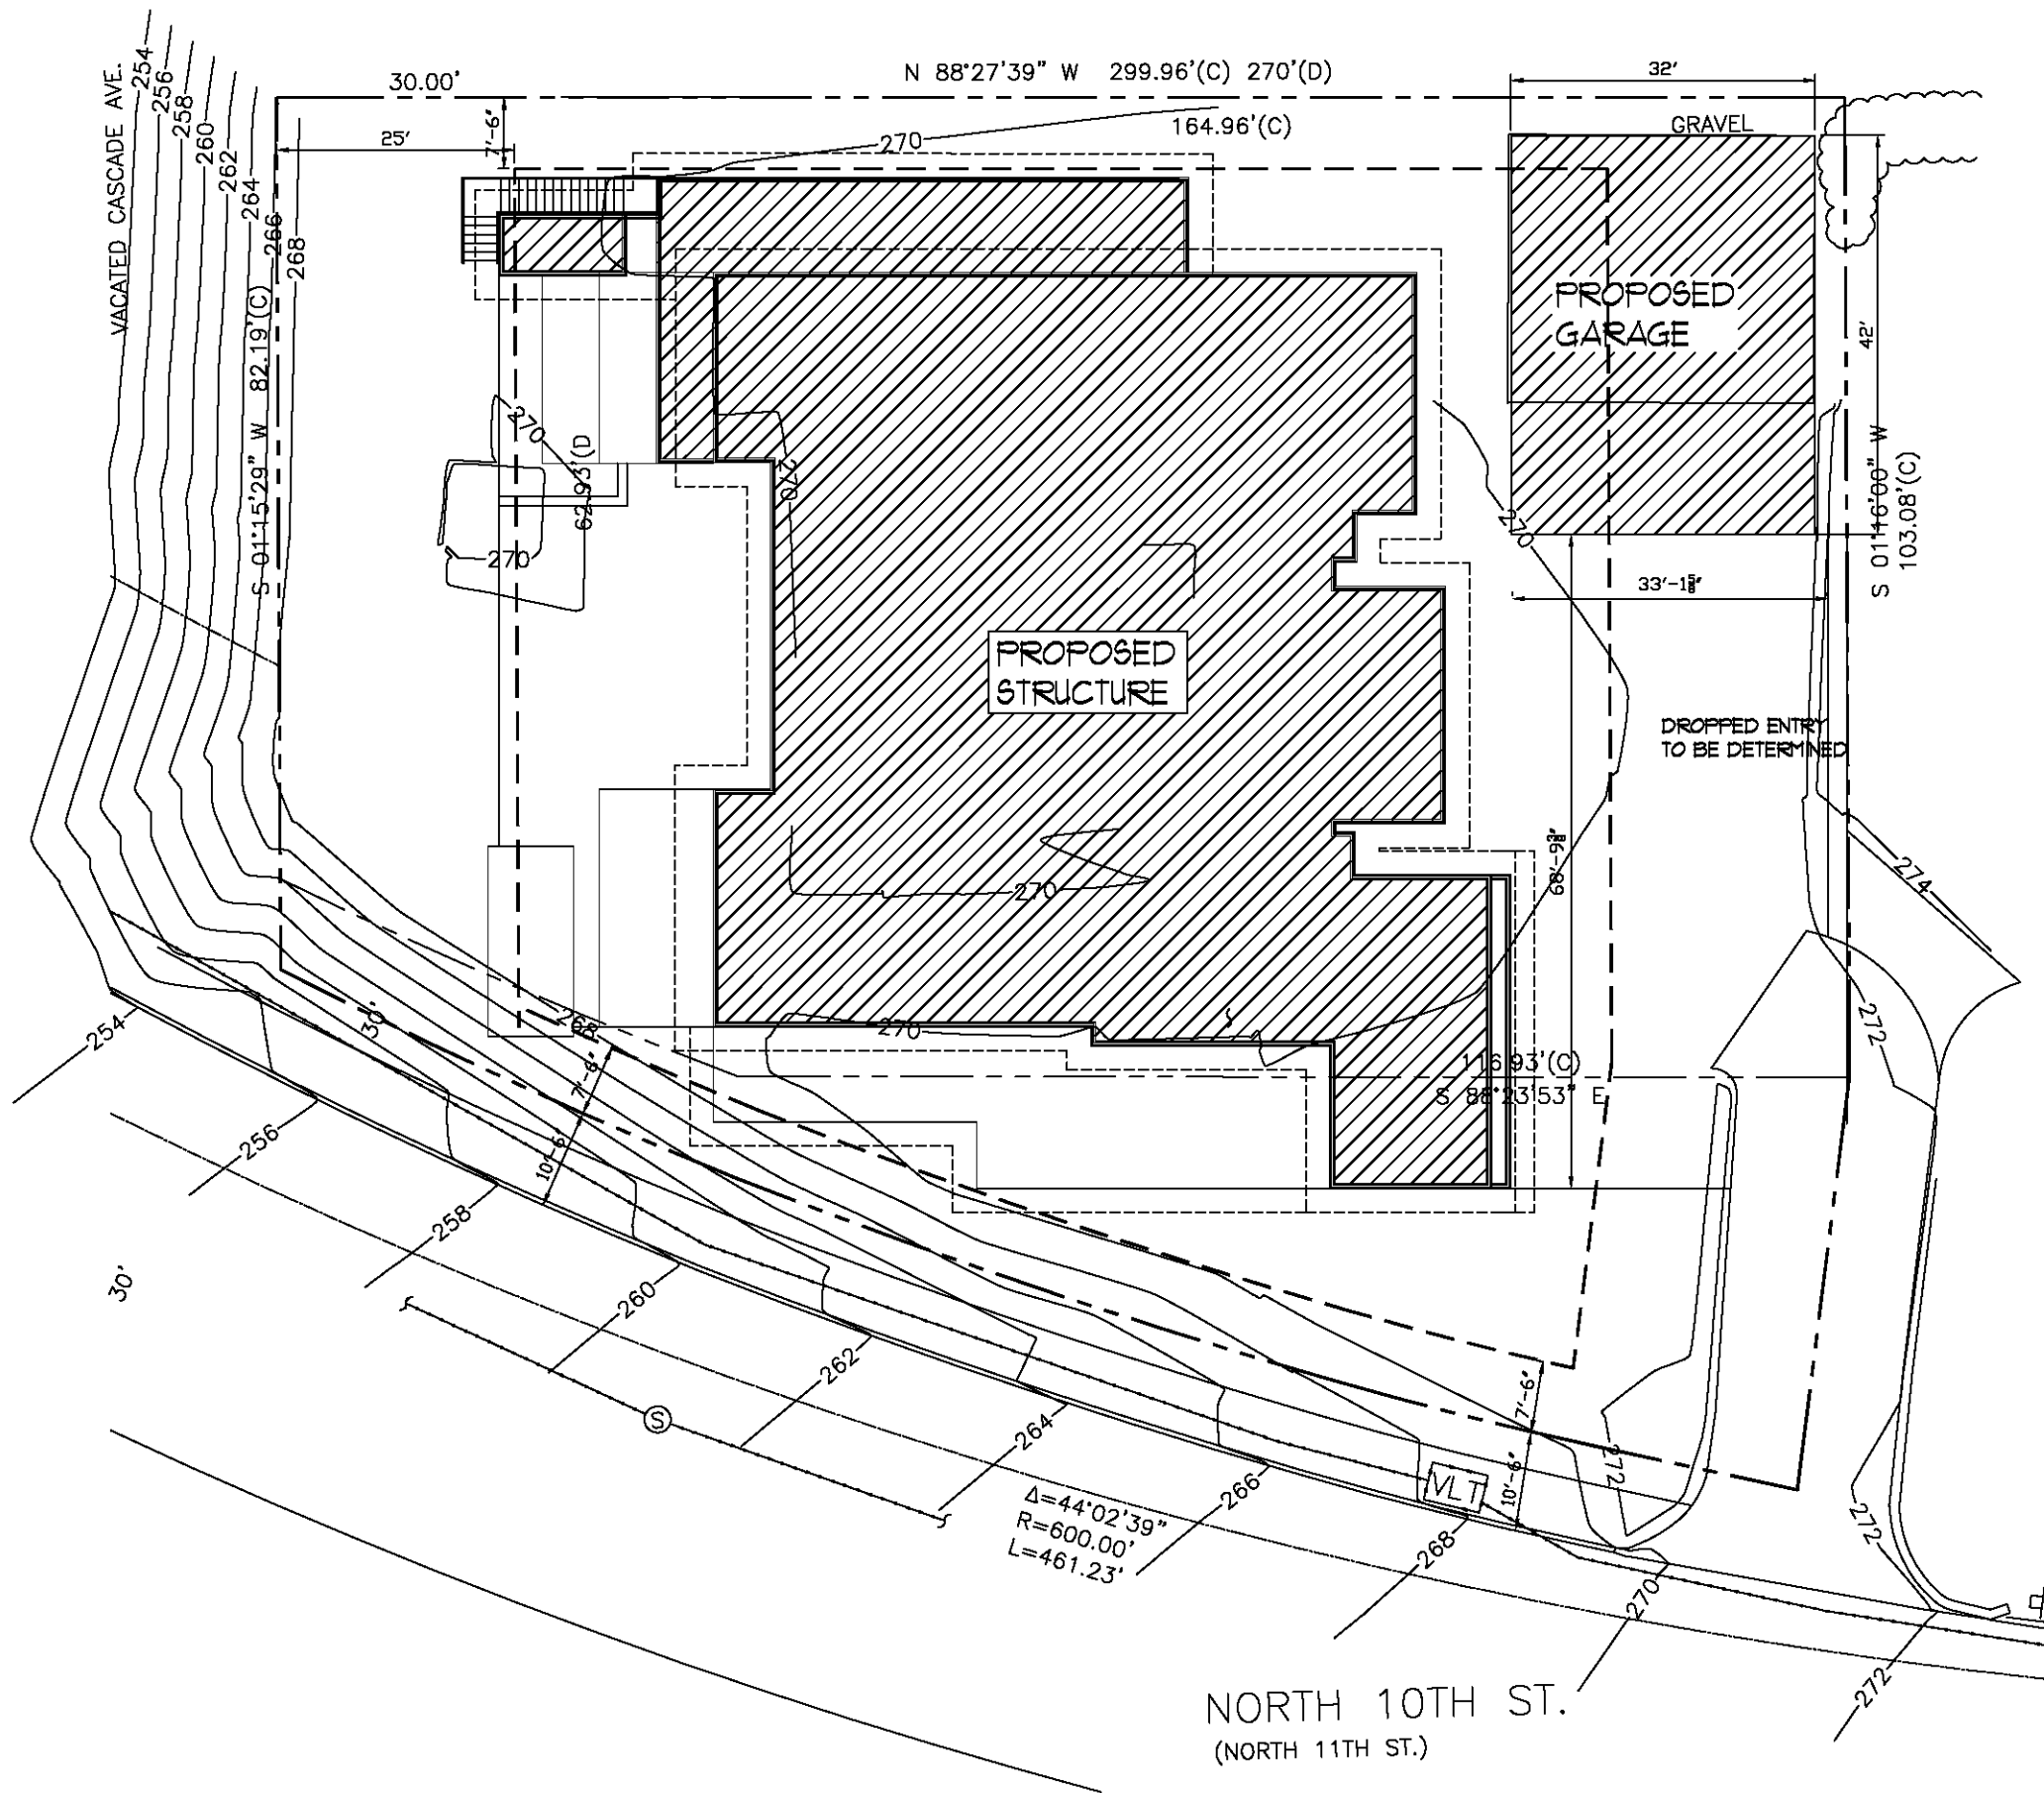 N 88°27'39" W 299.96'(C) 270'(D)
30.00'
32'
164.96'(C)
GRAVEL
25'
7'-6"
270
VACATED CASCADE AVE.
254
256
258
260
262
264
266
268
S 01°15'29" W 82.19'(C)
PROPOSED
GARAGE
42'
S 01°16'00" W
103.08'(C)
270
62.93'(D
270
270
270
33'-1⅝"
PROPOSED
STRUCTURE
DROPPED ENTRY
TO BE DETERMINED
68'-9⅜"
270
274
30'
268
270
272
254
7'-6"
116.93'(C)
S 88°23'53" E
256
10'-6"
258
30'
260
262
7'-6"
264
272
266
VLT
10'-6"
S
Δ=44°02'39"
R=600.00'
L=461.23'
268
272
270
272
NORTH 10TH ST.
(NORTH 11TH ST.)